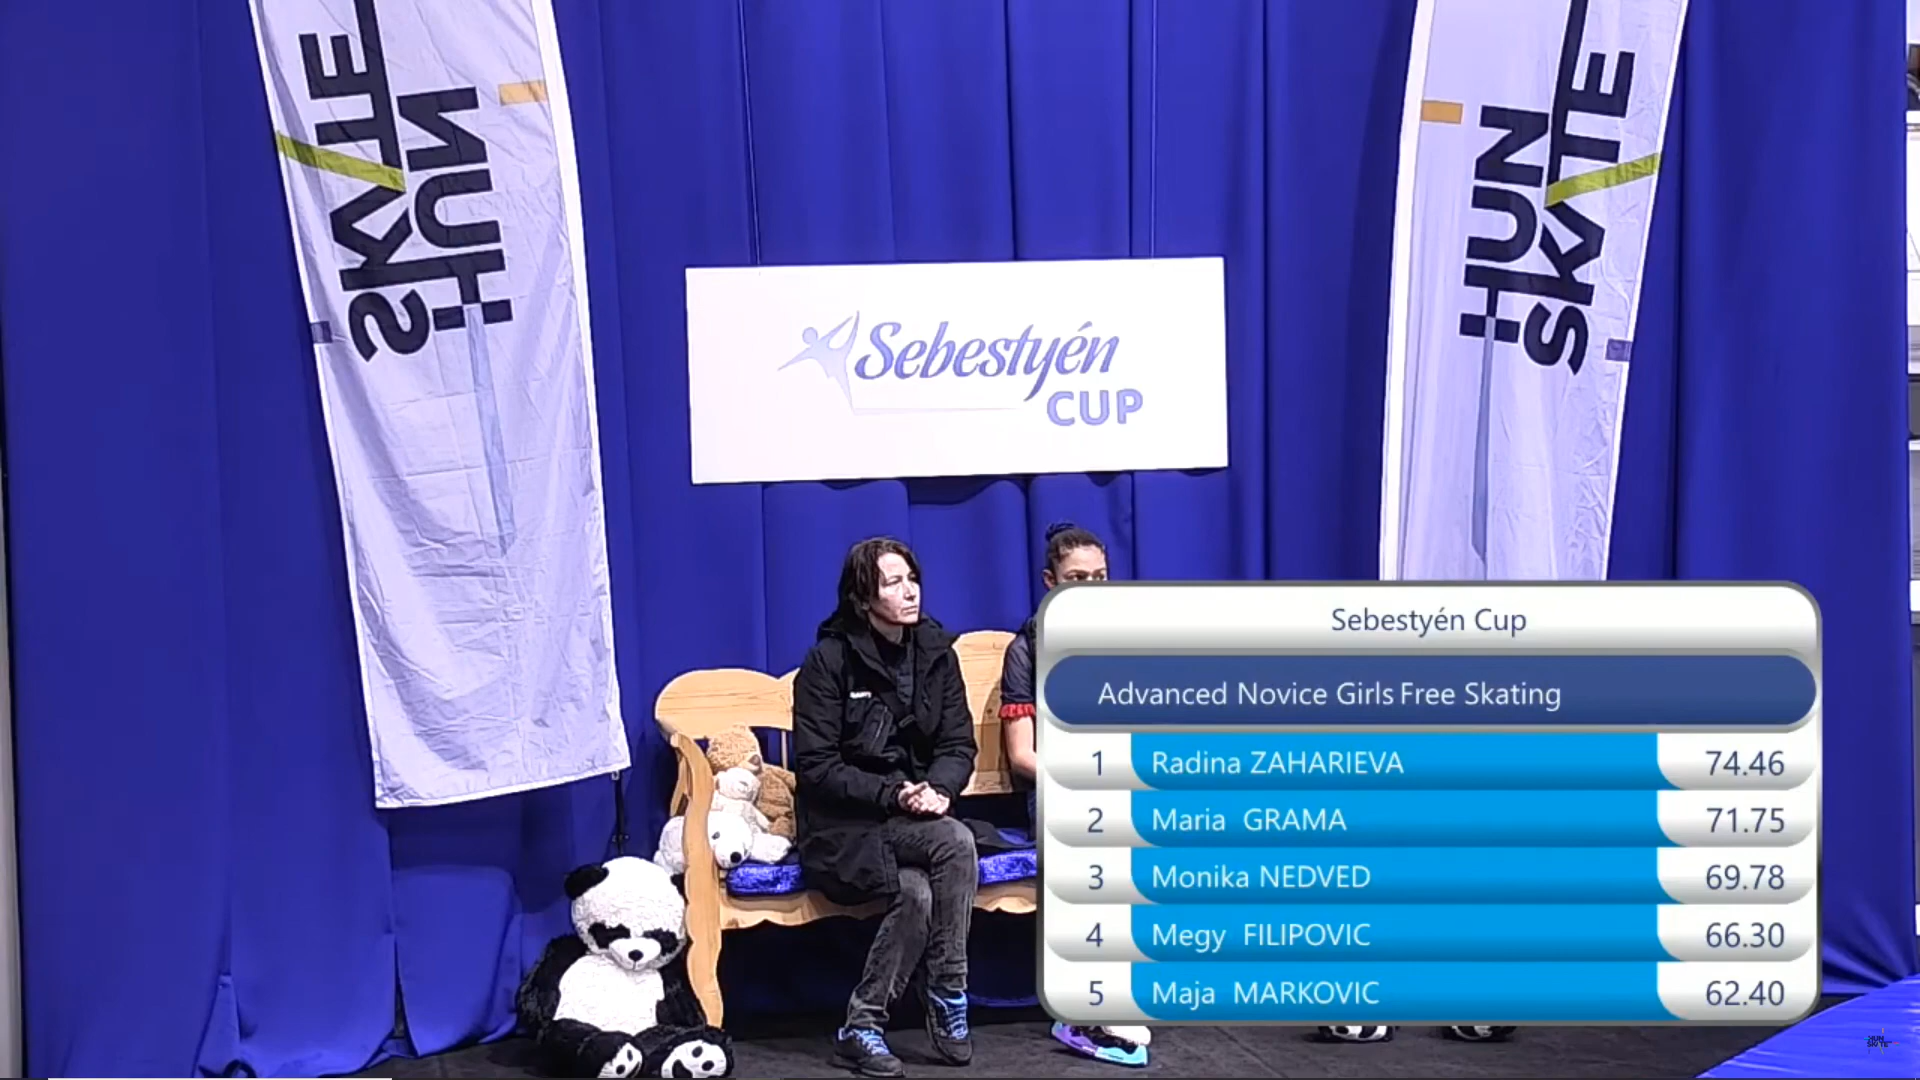 HUN
SKATE
HUN
SKATE
Sebestyén
CUP
Sebestyén Cup
Advanced Novice Girls Free Skating
1 Radina ZAHARIEVA 74.46
2 Maria GRAMA 71.75
3 Monika NEDVED 69.78
4 Megy FILIPOVIC 66.30
5 Maja MARKOVIC 62.40
HUN
SKATE